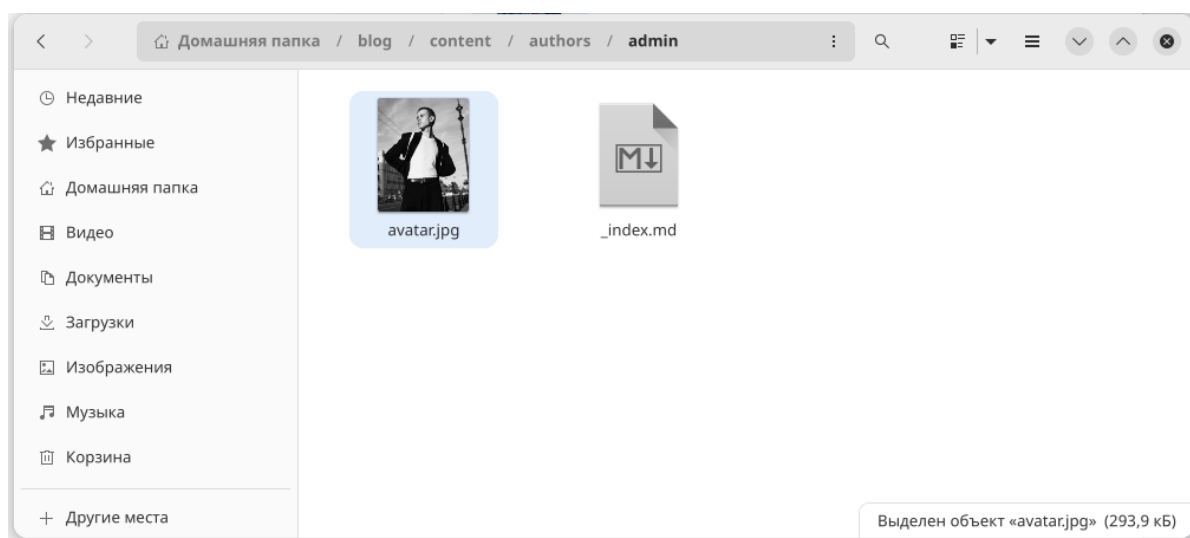 Домашняя папка / blog / content / authors / admin
Недавние
Избранные
Домашняя папка
Видео
Документы
Загрузки
Изображения
Музыка
Корзина
+ Другие места
avatar.jpg
M
_index.md
Выделен объект «avatar.jpg» (293,9 кБ)